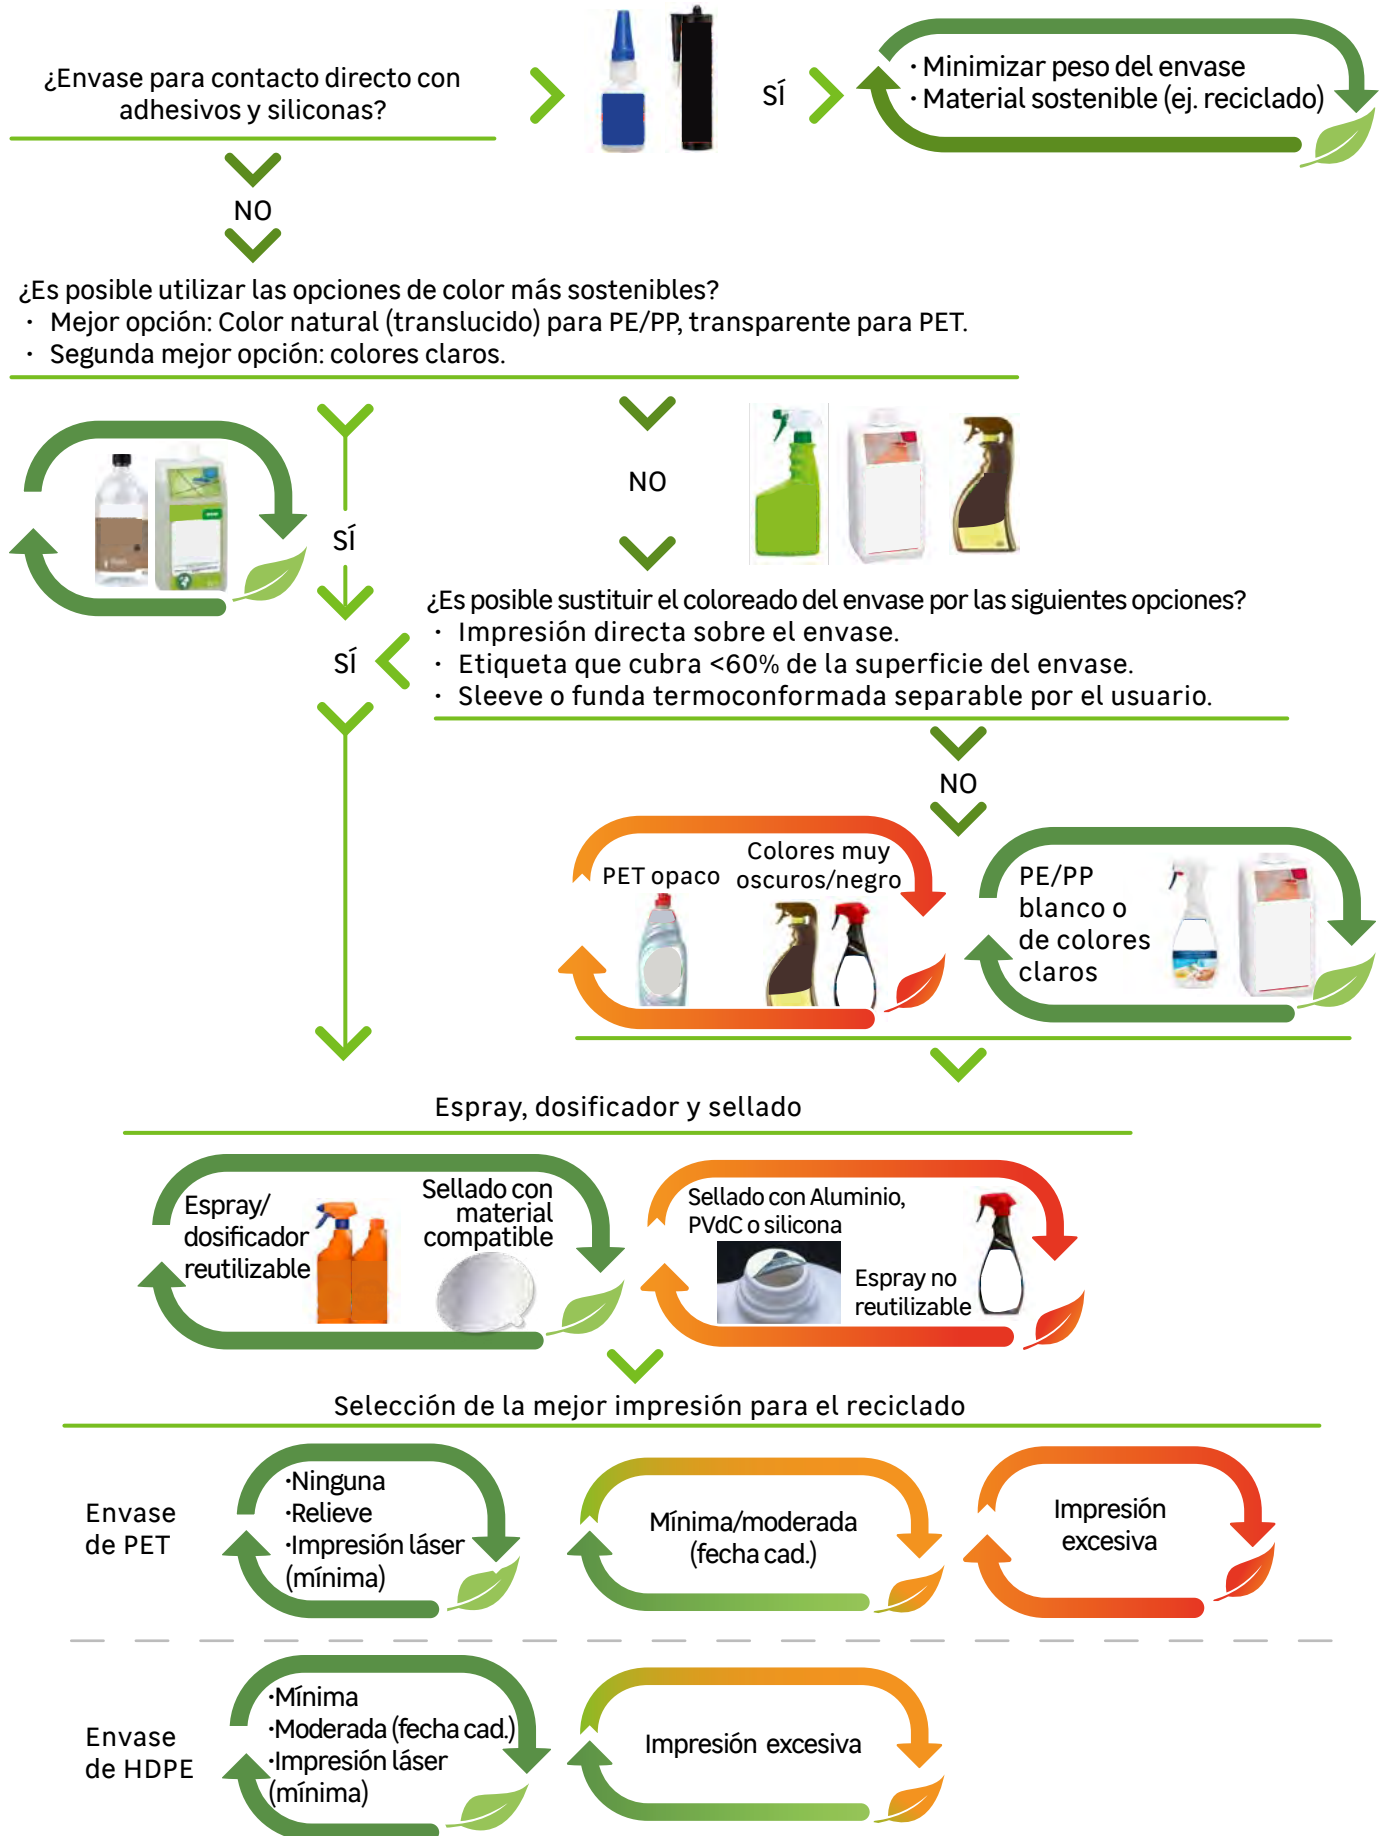 ¿Envase para contacto directo con
adhesivos y siliconas?
SÍ
· Minimizar peso del envase
· Material sostenible (ej. reciclado)
NO
¿Es posible utilizar las opciones de color más sostenibles?
· Mejor opción: Color natural (translucido) para PE/PP, transparente para PET.
· Segunda mejor opción: colores claros.
NO
SÍ
¿Es posible sustituir el coloreado del envase por las siguientes opciones?
· Impresión directa sobre el envase.
SÍ
· Etiqueta que cubra <60% de la superficie del envase.
· Sleeve o funda termoconformada separable por el usuario.
NO
PET opaco
Colores muy
oscuros/negro
PE/PP
blanco o
de colores
claros
Espray, dosificador y sellado
Espray/
dosificador
reutilizable
Sellado con
material
compatible
Sellado con Aluminio,
PVdC o silicona
Espray no
reutilizable
Selección de la mejor impresión para el reciclado
Envase
de PET
·Ninguna
·Relieve
·Impresión láser
(mínima)
Mínima/moderada
(fecha cad.)
Impresión
excesiva
Envase
de HDPE
·Mínima
·Moderada (fecha cad.)
·Impresión láser
(mínima)
Impresión excesiva